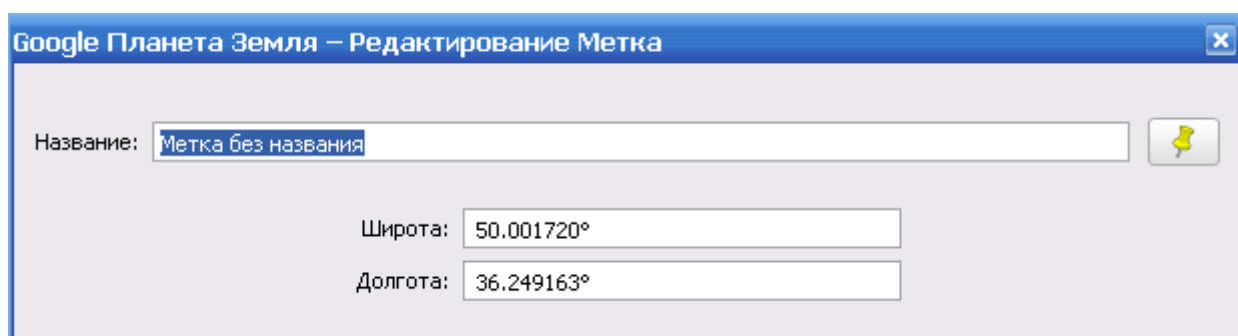 Google Планета Земля – Редактирование Метка
Название: Метка без названия
Широта: 50.001720°
Долгота: 36.249163°